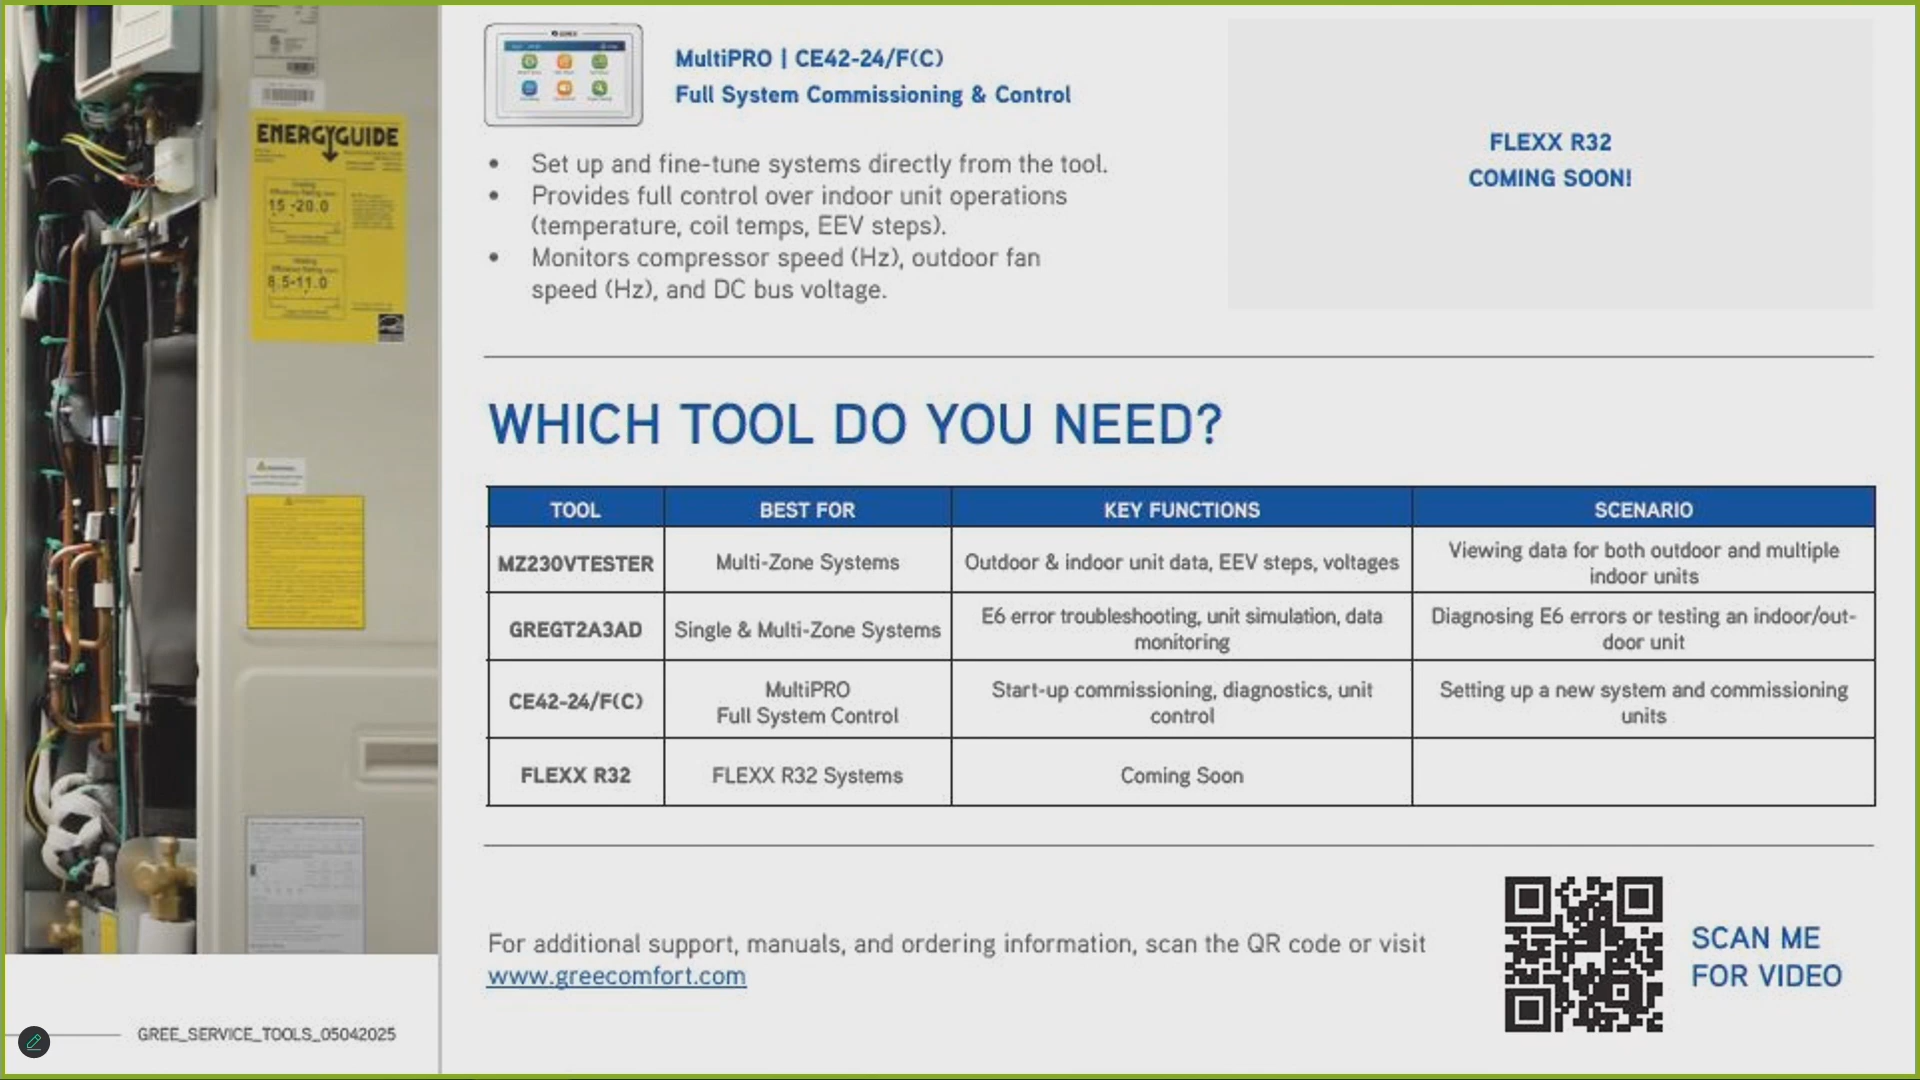 MultiPRO | CE42-24/F(C)
Full System Commissioning & Control
• Set up and fine-tune systems directly from the tool.
• Provides full control over indoor unit operations
(temperature, coil temps, EEV steps).
• Monitors compressor speed (Hz), outdoor fan
speed (Hz), and DC bus voltage.
FLEXX R32
COMING SOON!
ENERGYGUIDE
15 -20.0
8.5-11.0
WHICH TOOL DO YOU NEED?
TOOL BEST FOR KEY FUNCTIONS SCENARIO
MZ230VTESTER Multi-Zone Systems Outdoor & indoor unit data, EEV steps, voltages Viewing data for both outdoor and multiple
indoor units
GREGT2A3AD Single & Multi-Zone Systems E6 error troubleshooting, unit simulation, data
monitoring
Diagnosing E6 errors or testing an indoor/out-
door unit
CE42-24/F(C) MultiPRO
Full System Control
Start-up commissioning, diagnostics, unit
control
Setting up a new system and commissioning
units
FLEXX R32 FLEXX R32 Systems Coming Soon
For additional support, manuals, and ordering information, scan the QR code or visit
www.greecomfort.com
SCAN ME
FOR VIDEO
GREE_SERVICE_TOOLS_05042025